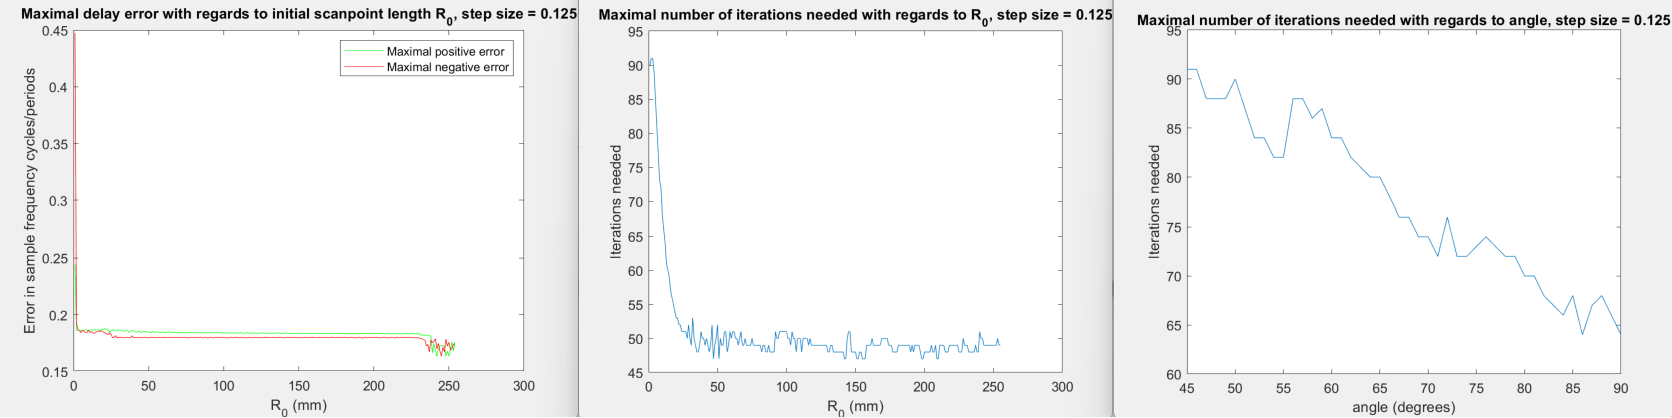 Maximal delay error with regards to initial scanpoint length R0, step size = 0.125
Error in sample frequency cycles/periods
0.45
0.4
0.35
0.3
0.25
0.2
0.15
Maximal positive error
Maximal negative error
0 50 100 150 200 250 300
R0 (mm)
Maximal number of iterations needed with regards to R0, step size = 0.125
Iterations needed
95
90
85
80
75
70
65
60
55
50
45
0 50 100 150 200 250 300
R0 (mm)
Maximal number of iterations needed with regards to angle, step size = 0.125
Iterations needed
95
90
85
80
75
70
65
60
45 50 55 60 65 70 75 80 85 90
angle (degrees)